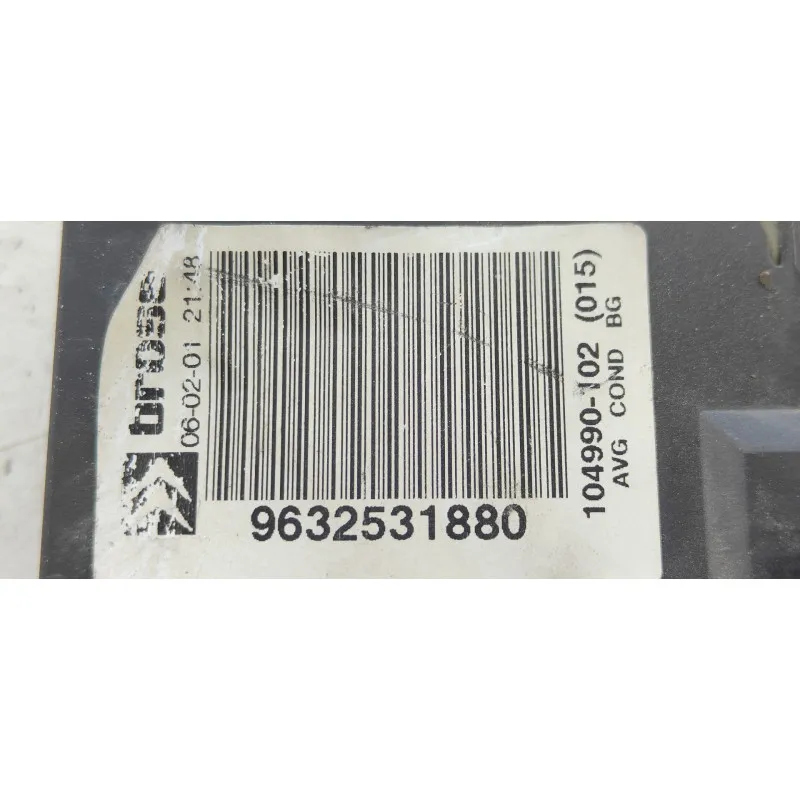 brose
06-02-01 21:48
9632531880
104990-102 (015)
AVG COND BG